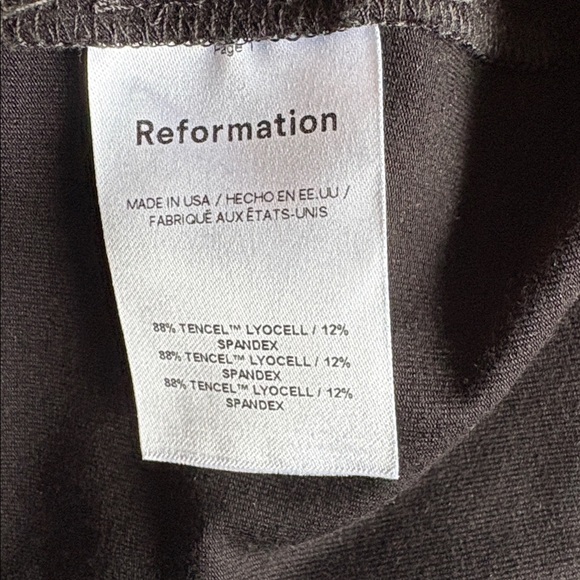 Page 1
Reformation
MADE IN USA / HECHO EN EE.UU /
FABRIQUÉ AUX ÉTATS-UNIS
88% TENCEL™ LYOCELL / 12%
SPANDEX
88% TENCEL™ LYOCELL / 12%
SPANDEX
88% TENCEL™ LYOCELL / 12%
SPANDEX